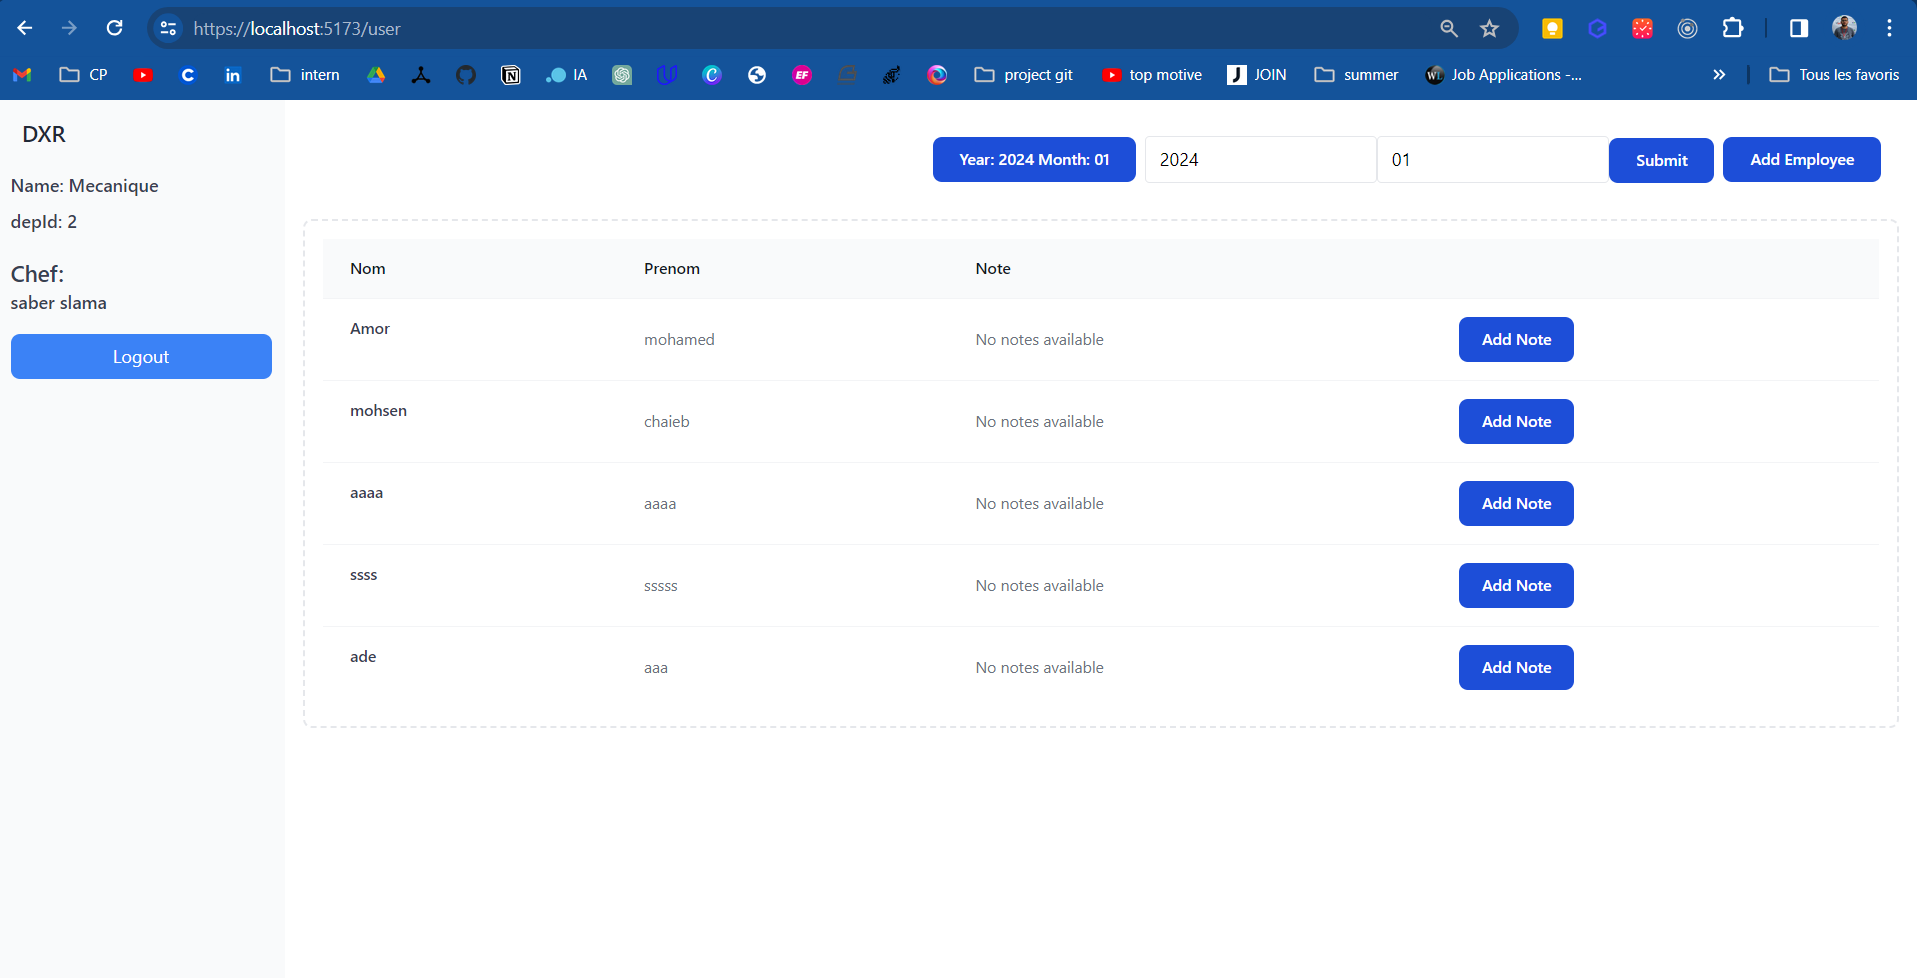 https://localhost:5173/user
CP
intern
IA
project git
top motive
JOIN
summer
Job Applications -...
Tous les favoris
DXR
Name: Mecanique
depId: 2
Chef:
saber slama
Logout
Year: 2024 Month: 01
2024
01
Submit
Add Employee
Nom Prenom Note
Amor mohamed No notes available Add Note
mohsen chaieb No notes available Add Note
aaaa aaaa No notes available Add Note
ssss sssss No notes available Add Note
ade aaa No notes available Add Note